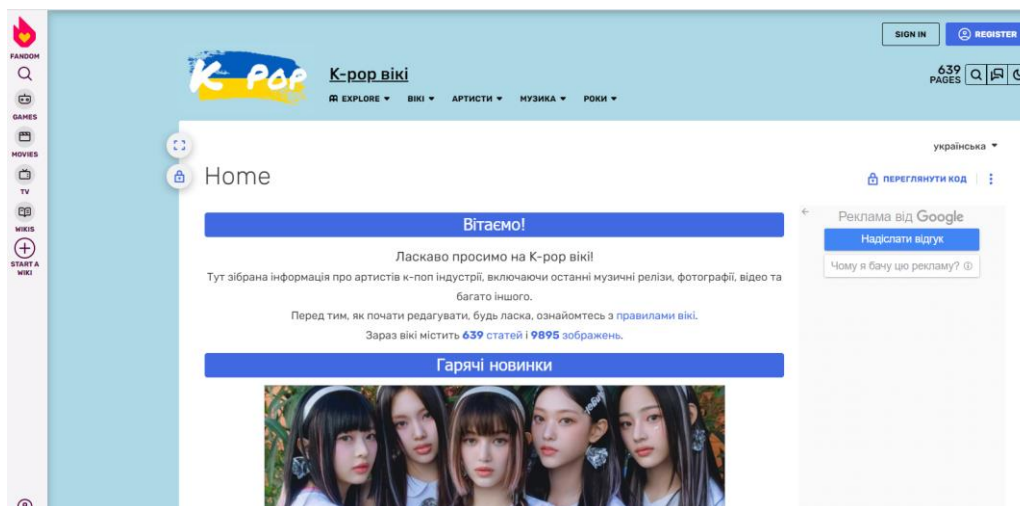 FANDOM
GAMES
MOVIES
TV
WIKIS
START A
WIKI
SIGN IN
REGISTER
K-POP
K-pop вікі
639
PAGES
EXPLORE
ВІКІ
АРТИСТИ
МУЗИКА
РОКИ
українська
Home
ПЕРЕГЛЯНУТИ КОД
Вітаємо!
Ласкаво просимо на K-pop вікі!
Тут зібрана інформація про артистів к-поп індустрії, включаючи останні музичні релізи, фотографії, відео та
багато іншого.
Перед тим, як почати редагувати, будь ласка, ознайомтесь з правилами вікі.
Зараз вікі містить 639 статей і 9895 зображень.
Гарячі новинки
Реклама від Google
Надіслати відгук
Чому я бачу цю рекламу?